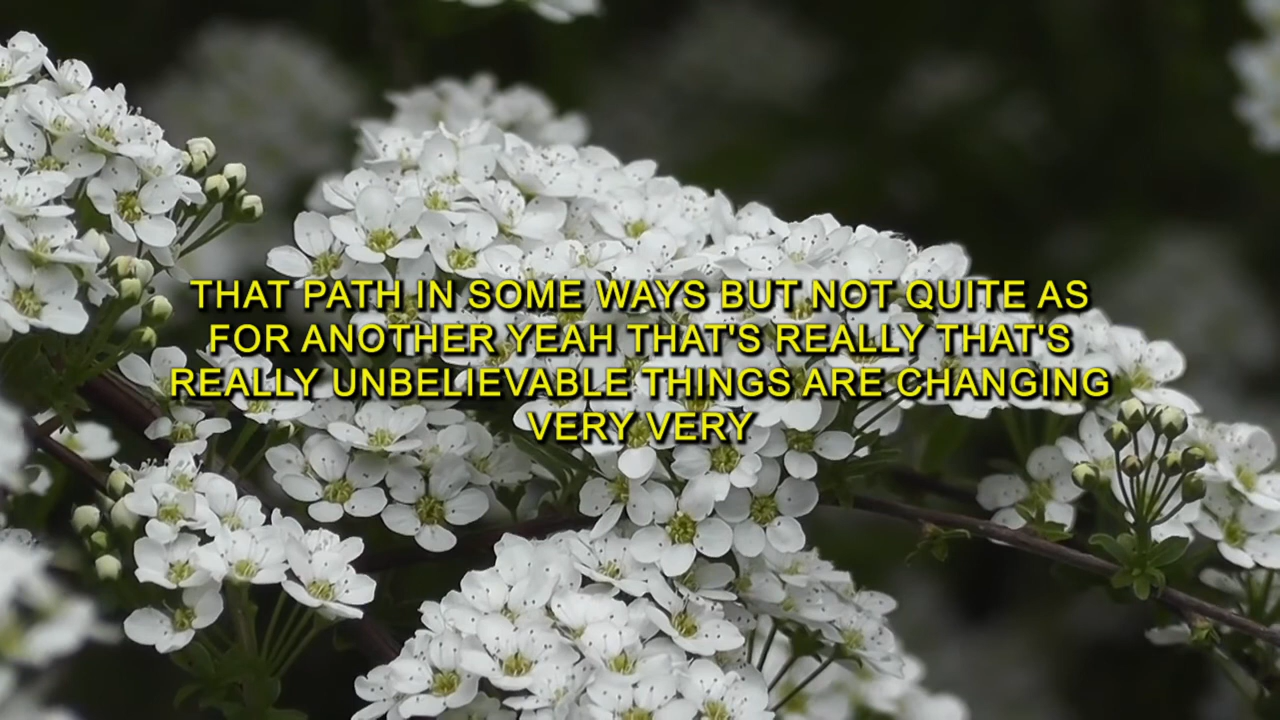 THAT PATH IN SOME WAYS BUT NOT QUITE AS
FOR ANOTHER YEAH THAT'S REALLY THAT'S
REALLY UNBELIEVABLE THINGS ARE CHANGING
VERY VERY